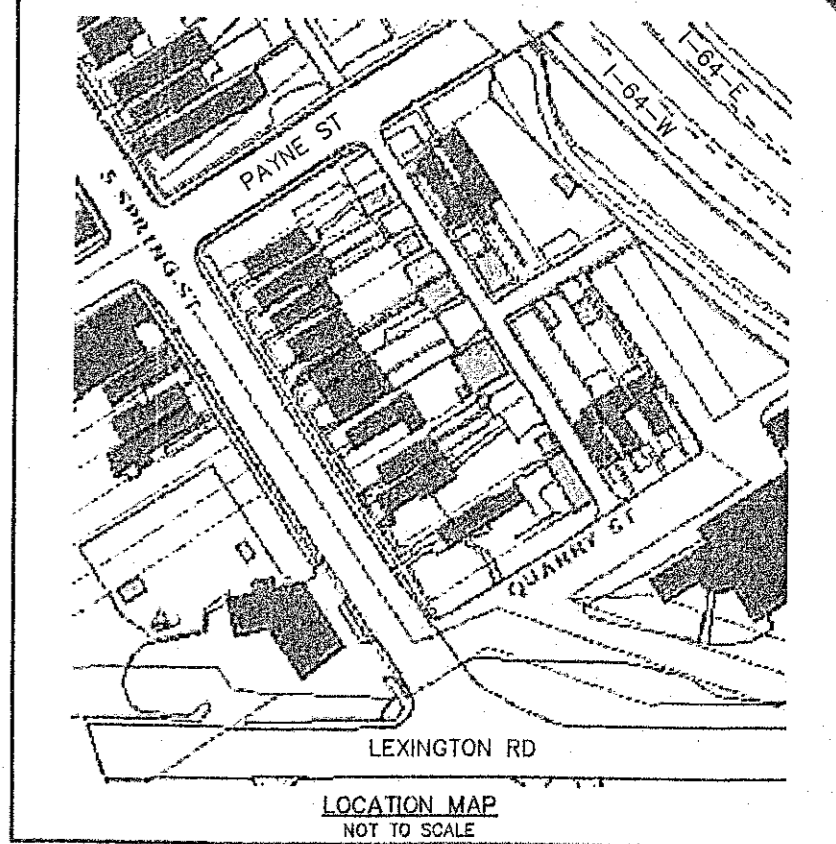 I-64-E
I-64-W
PAYNE ST
S SPRING ST
QUARRY ST
LEXINGTON RD
LOCATION MAP
NOT TO SCALE